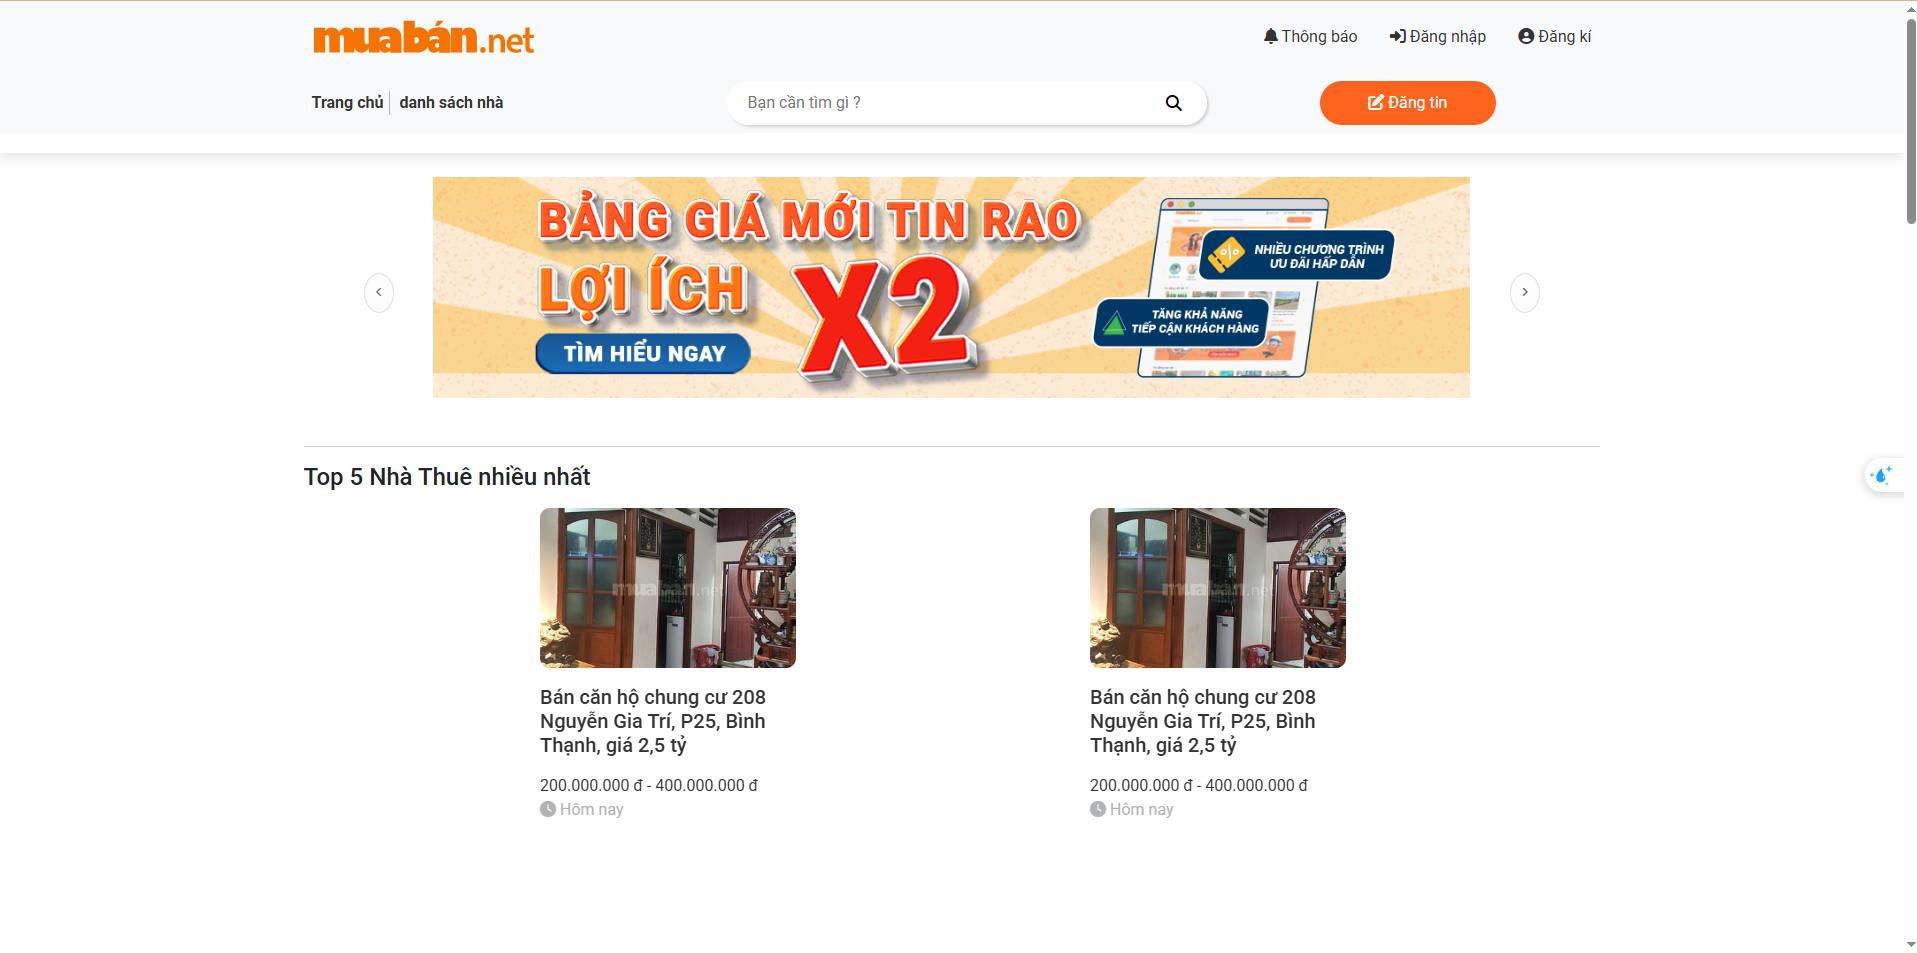 muabán.net
Thông báo
Đăng nhập
Đăng kí
Trang chủ
danh sách nhà
Bạn cần tìm gì ?
Đăng tin
BẢNG GIÁ MỚI TIN RAO
LỢI ÍCH
X2
TÌM HIỂU NGAY
NHIỀU CHƯƠNG TRÌNH
ƯU ĐÃI HẤP DẪN
TĂNG KHẢ NĂNG
TIẾP CẬN KHÁCH HÀNG
Top 5 Nhà Thuê nhiều nhất
muabán.net
Bán căn hộ chung cư 208
Nguyễn Gia Trí, P25, Bình
Thạnh, giá 2,5 tỷ
200.000.000 đ - 400.000.000 đ
Hôm nay
muabán.net
Bán căn hộ chung cư 208
Nguyễn Gia Trí, P25, Bình
Thạnh, giá 2,5 tỷ
200.000.000 đ - 400.000.000 đ
Hôm nay